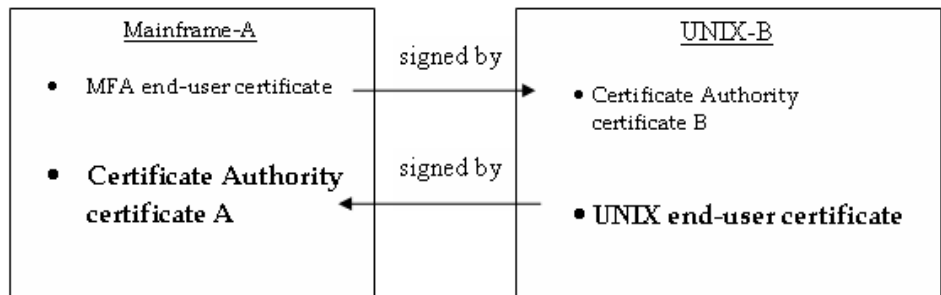 Mainframe-A
• MFA end-user certificate
• Certificate Authority
certificate A
signed by
signed by
UNIX-B
• Certificate Authority
certificate B
• UNIX end-user certificate